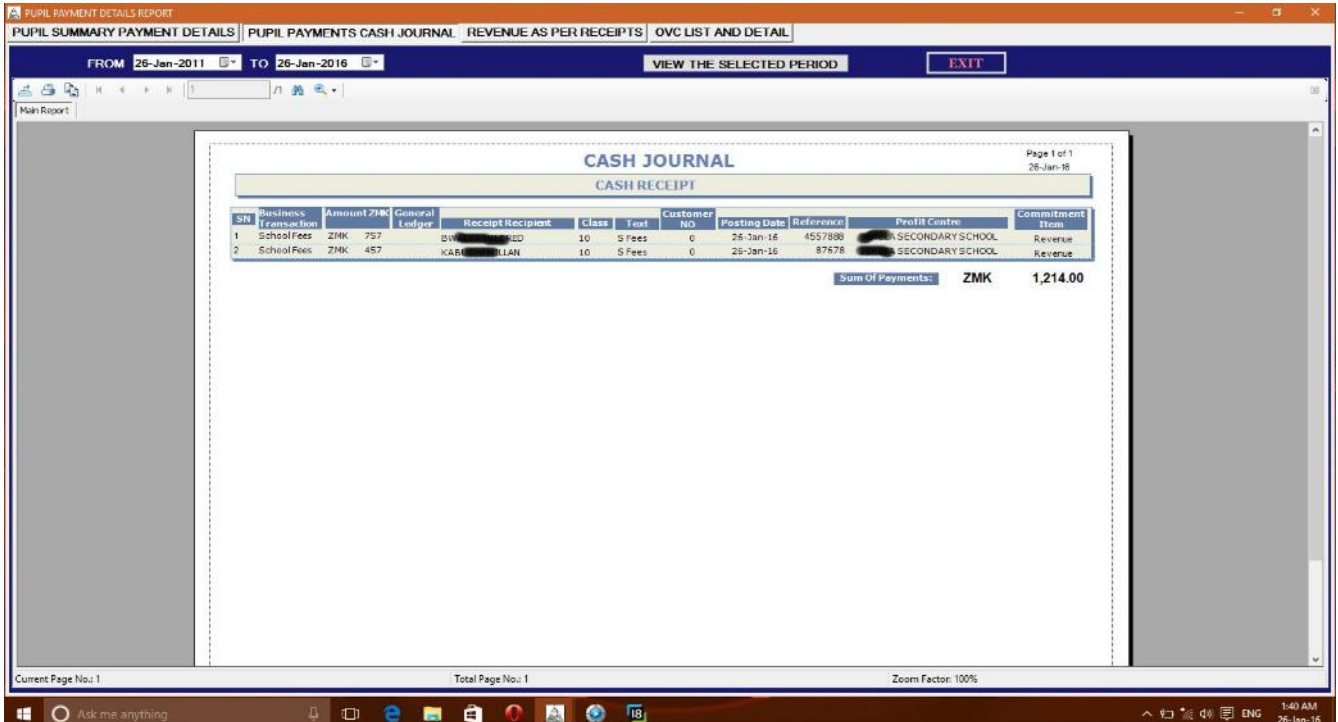 PUPIL PAYMENT DETAILS REPORT
PUPIL SUMMARY PAYMENT DETAILS PUPIL PAYMENTS CASH JOURNAL REVENUE AS PER RECEIPTS OVC LIST AND DETAIL
FROM 26-Jan-2011 TO 26-Jan-2016 VIEW THE SELECTED PERIOD EXIT
1 /1
Main Report
Page 1 of 1
CASH JOURNAL
26-Jan-16
CASH RECEIPT
SN Business Transaction Amount ZMK General Ledger Receipt Recipient Class Text Customer NO Posting Date Reference Profit Centre Commitment Item
1 School Fees ZMK 757 10 S Fees 0 26-Jan-16 4557888 SECONDARY SCHOOL Revenue
2 School Fees ZMK 457 10 S Fees 0 26-Jan-16 87678 A SECONDARY SCHOOL Revenue
Sum Of Payments: ZMK 1,214.00
Current Page No.: 1 Total Page No.: 1 Zoom Factor: 100%
Ask me anything 18 ENG 1:40 AM
26-Jan-16